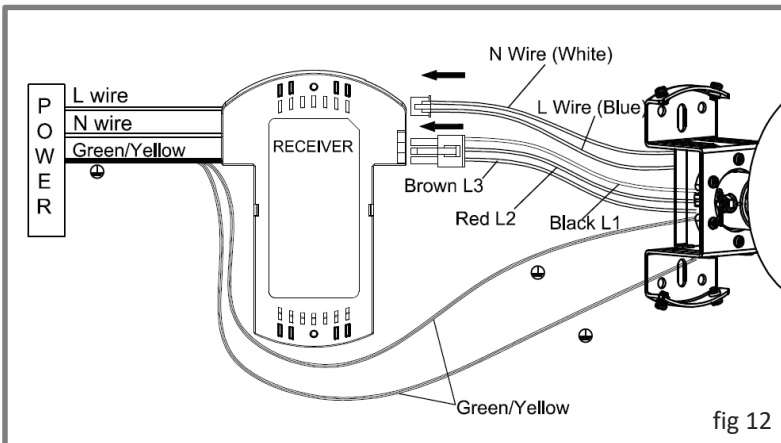 POWER
L wire
N wire
Green/Yellow
RECEIVER
N Wire (White)
L Wire (Blue)
Brown L3
Red L2
Black L1
Green/Yellow
fig 12